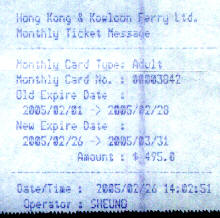 Hong Kong & Kowloon Ferry Ltd.
Monthly Ticket Message
Monthly Card Type: Adult
Monthly Card No. : 00003842
Old Expire Date :
2005/02/01 -> 2005/02/28
New Expire Date :
2005/02/26 -> 2005/03/31
Amount : $ 495.0
Date/Time : 2005/02/26 14:02:51
Operator : SHEUNG